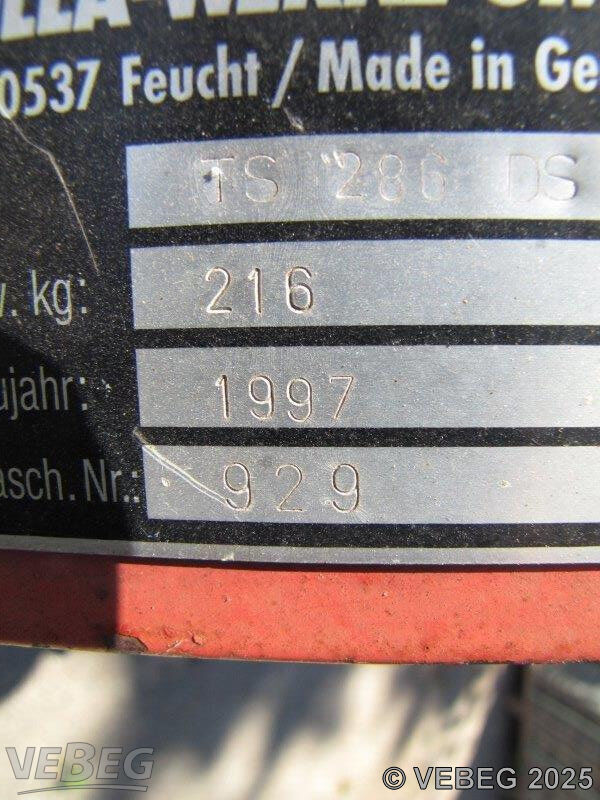 0537 Feucht / Made in Ge
TS 286 DS
v. kg: 216
ujahr: 1997
asch. Nr.: 929
VEBEG
© VEBEG 2025